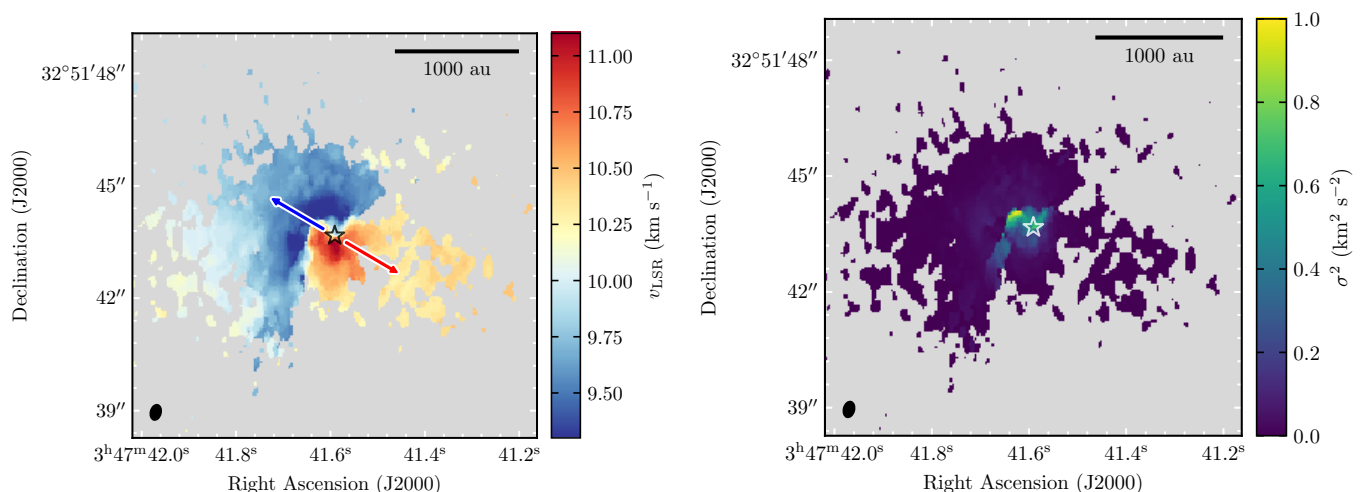 1000 au
32°51′48″
45″
42″
39″
Declination (J2000)
3ʰ47ᵐ42.0ˢ
41.8ˢ
41.6ˢ
41.4ˢ
41.2ˢ
Right Ascension (J2000)
11.00
10.75
10.50
10.25
10.00
9.75
9.50
v_LSR (km s⁻¹)
1000 au
32°51′48″
45″
42″
39″
Declination (J2000)
3ʰ47ᵐ42.0ˢ
41.8ˢ
41.6ˢ
41.4ˢ
41.2ˢ
Right Ascension (J2000)
1.0
0.8
0.6
0.4
0.2
0.0
σ² (km² s⁻²)